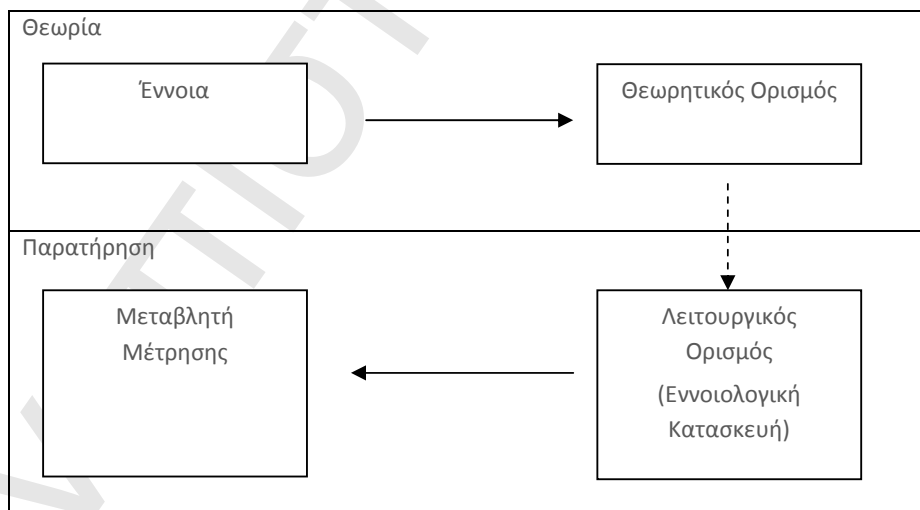 Θεωρία
Έννοια
Θεωρητικός Ορισμός
Παρατήρηση
Μεταβλητή
Μέτρησης
Λειτουργικός
Ορισμός
(Εννοιολογική
Κατασκευή)